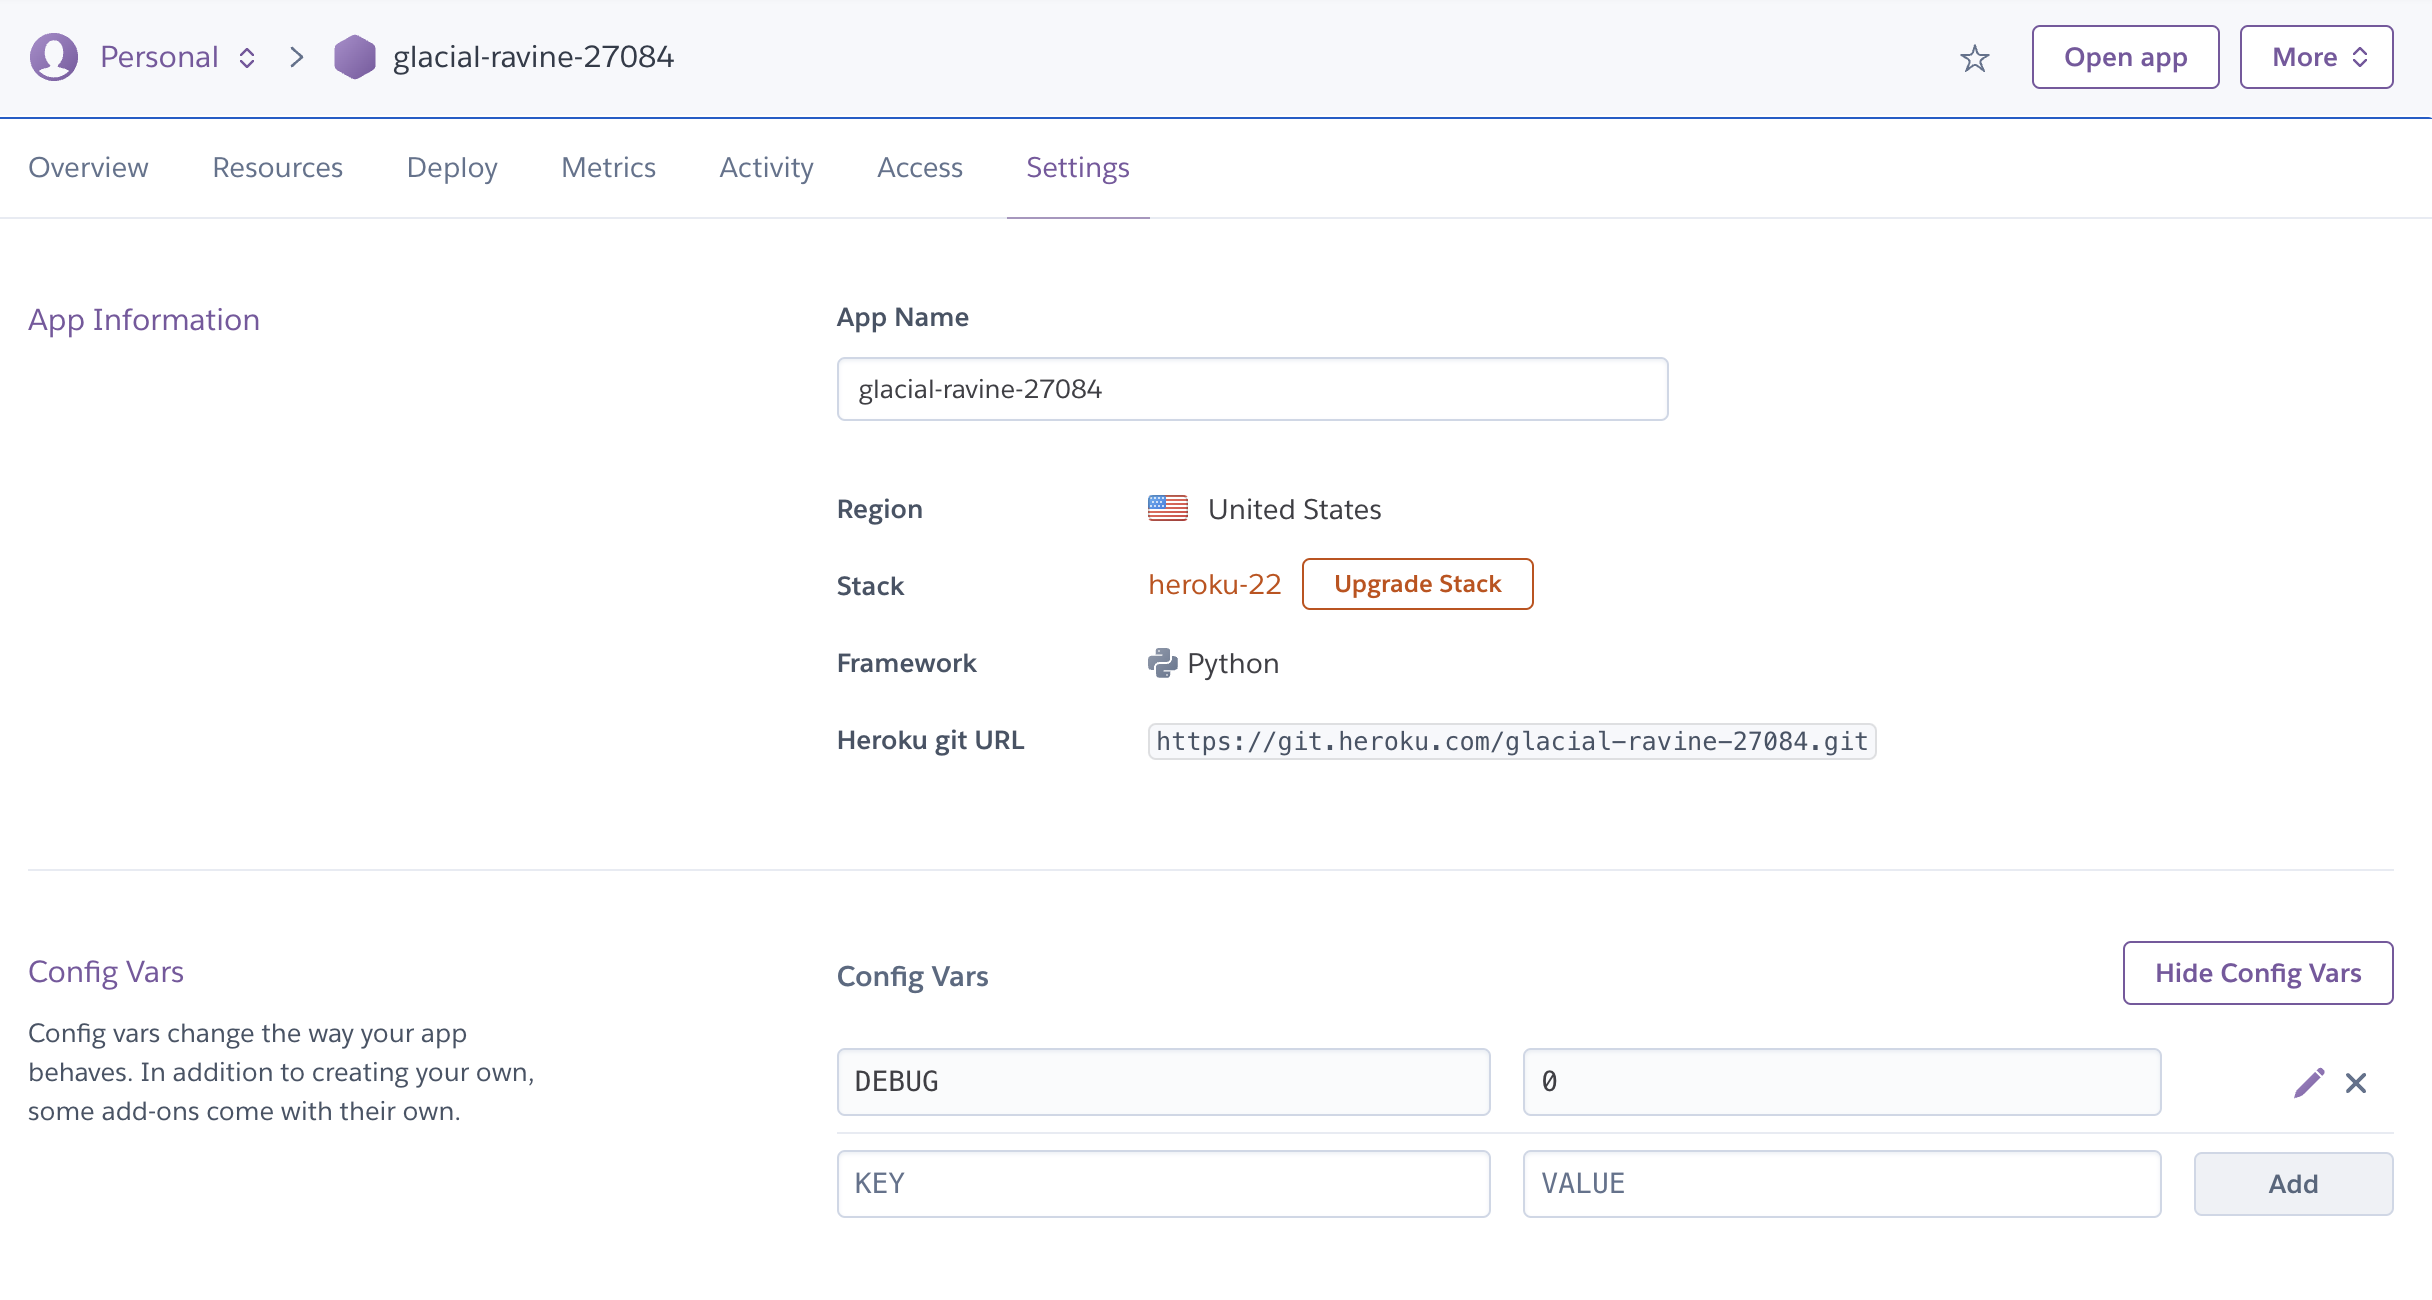 Personal glacial-ravine-27084 Open app More
Overview Resources Deploy Metrics Activity Access Settings
App Information
App Name
glacial-ravine-27084
Region United States
Stack heroku-22 Upgrade Stack
Framework Python
Heroku git URL https://git.heroku.com/glacial-ravine-27084.git
Config Vars
Config vars change the way your app
behaves. In addition to creating your own,
some add-ons come with their own.
Config Vars Hide Config Vars
DEBUG 0
KEY VALUE Add